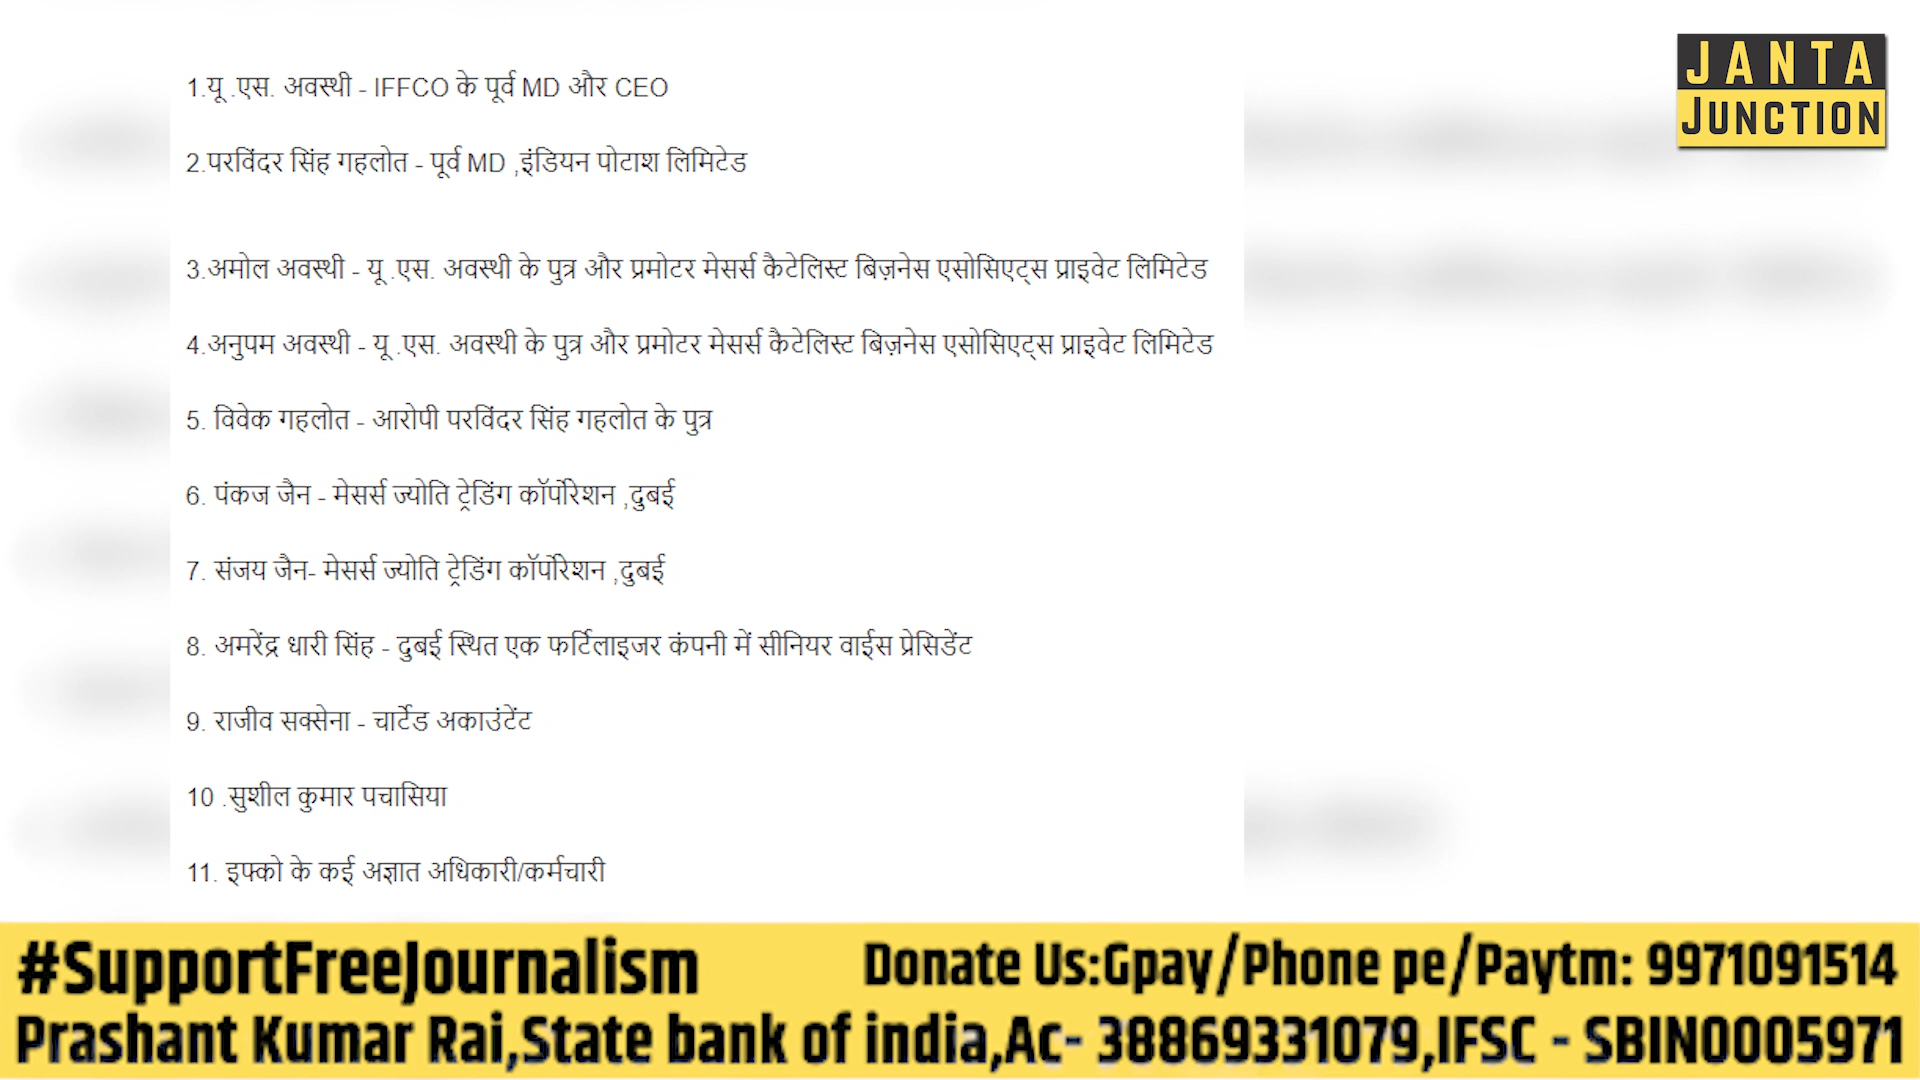 JANTA
JUNCTION
1.यू .एस. अवस्थी - IFFCO के पूर्व MD और CEO
2.परविंदर सिंह गहलोत - पूर्व MD ,इंडियन पोटाश लिमिटेड
3.अमोल अवस्थी - यू .एस. अवस्थी के पुत्र और प्रमोटर मेसर्स कैटेलिस्ट बिज़नेस एसोसिएट्स प्राइवेट लिमिटेड
4.अनुपम अवस्थी - यू .एस. अवस्थी के पुत्र और प्रमोटर मेसर्स कैटेलिस्ट बिज़नेस एसोसिएट्स प्राइवेट लिमिटेड
5. विवेक गहलोत - आरोपी परविंदर सिंह गहलोत के पुत्र
6. पंकज जैन - मेसर्स ज्योति ट्रेडिंग कॉर्पोरेशन ,दुबई
7. संजय जैन- मेसर्स ज्योति ट्रेडिंग कॉर्पोरेशन ,दुबई
8. अमरेंद्र धारी सिंह - दुबई स्थित एक फर्टिलाइजर कंपनी में सीनियर वाईस प्रेसिडेंट
9. राजीव सक्सेना - चार्टेड अकाउंटेंट
10 .सुशील कुमार पचासिया
11. इफ्को के कई अज्ञात अधिकारी/कर्मचारी
#SupportFreeJournalism
Donate Us:Gpay/Phone pe/Paytm: 9971091514
Prashant Kumar Rai,State bank of india,Ac- 38869331079,IFSC - SBIN0005971